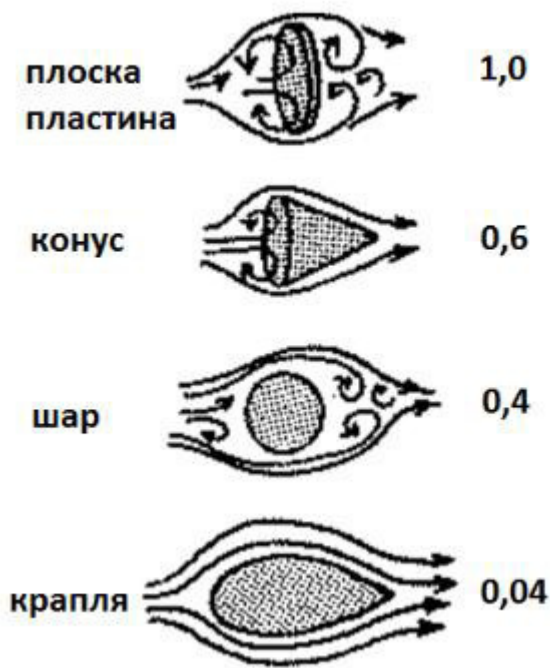 плоска
пластина
1,0
конус
0,6
шар
0,4
крапля
0,04